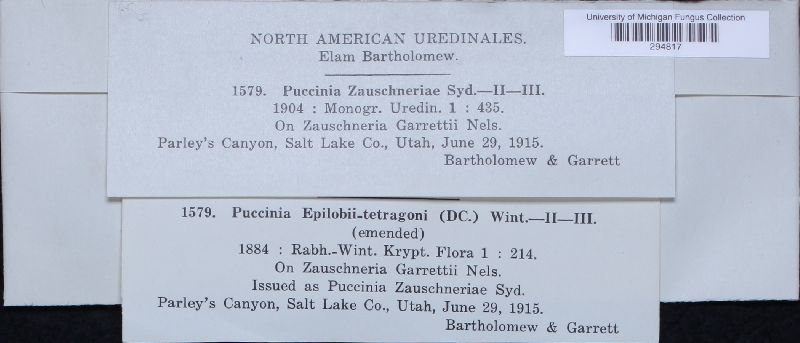 University of Michigan Fungus Collection
294817
NORTH AMERICAN UREDINALES.
Elam Bartholomew.
1579. Puccinia Zauschneriae Syd.—II—III.
1904 : Monogr. Uredin. 1 : 435.
On Zauschneria Garrettii Nels.
Parley's Canyon, Salt Lake Co., Utah, June 29, 1915.
Bartholomew & Garrett
1579. Puccinia Epilobii-tetragoni (DC.) Wint.—II—III.
(emended)
1884 : Rabh.-Wint. Krypt. Flora 1 : 214.
On Zauschneria Garrettii Nels.
Issued as Puccinia Zauschneriae Syd.
Parley's Canyon, Salt Lake Co., Utah, June 29, 1915.
Bartholomew & Garrett